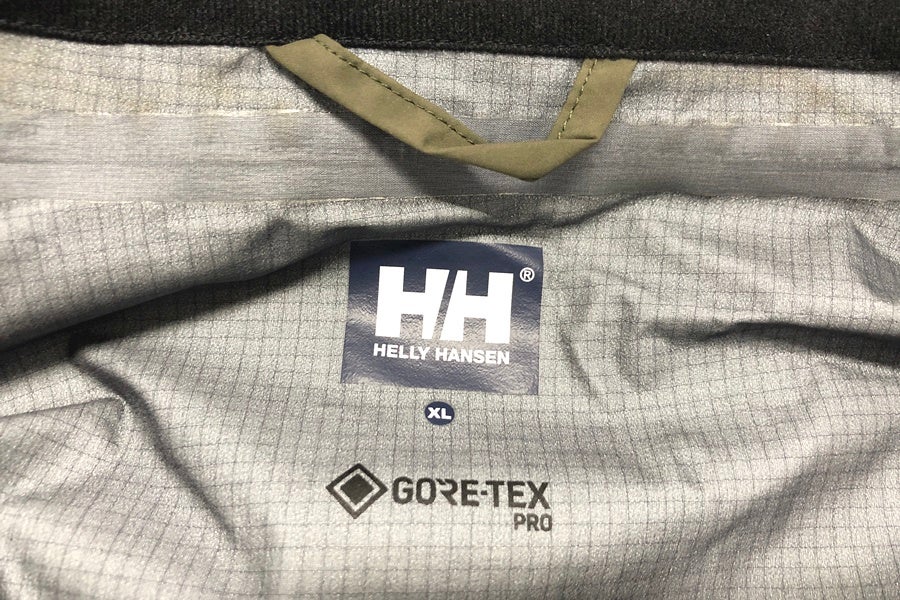 HH®
HELLY HANSEN
XL
GORE-TEX
PRO